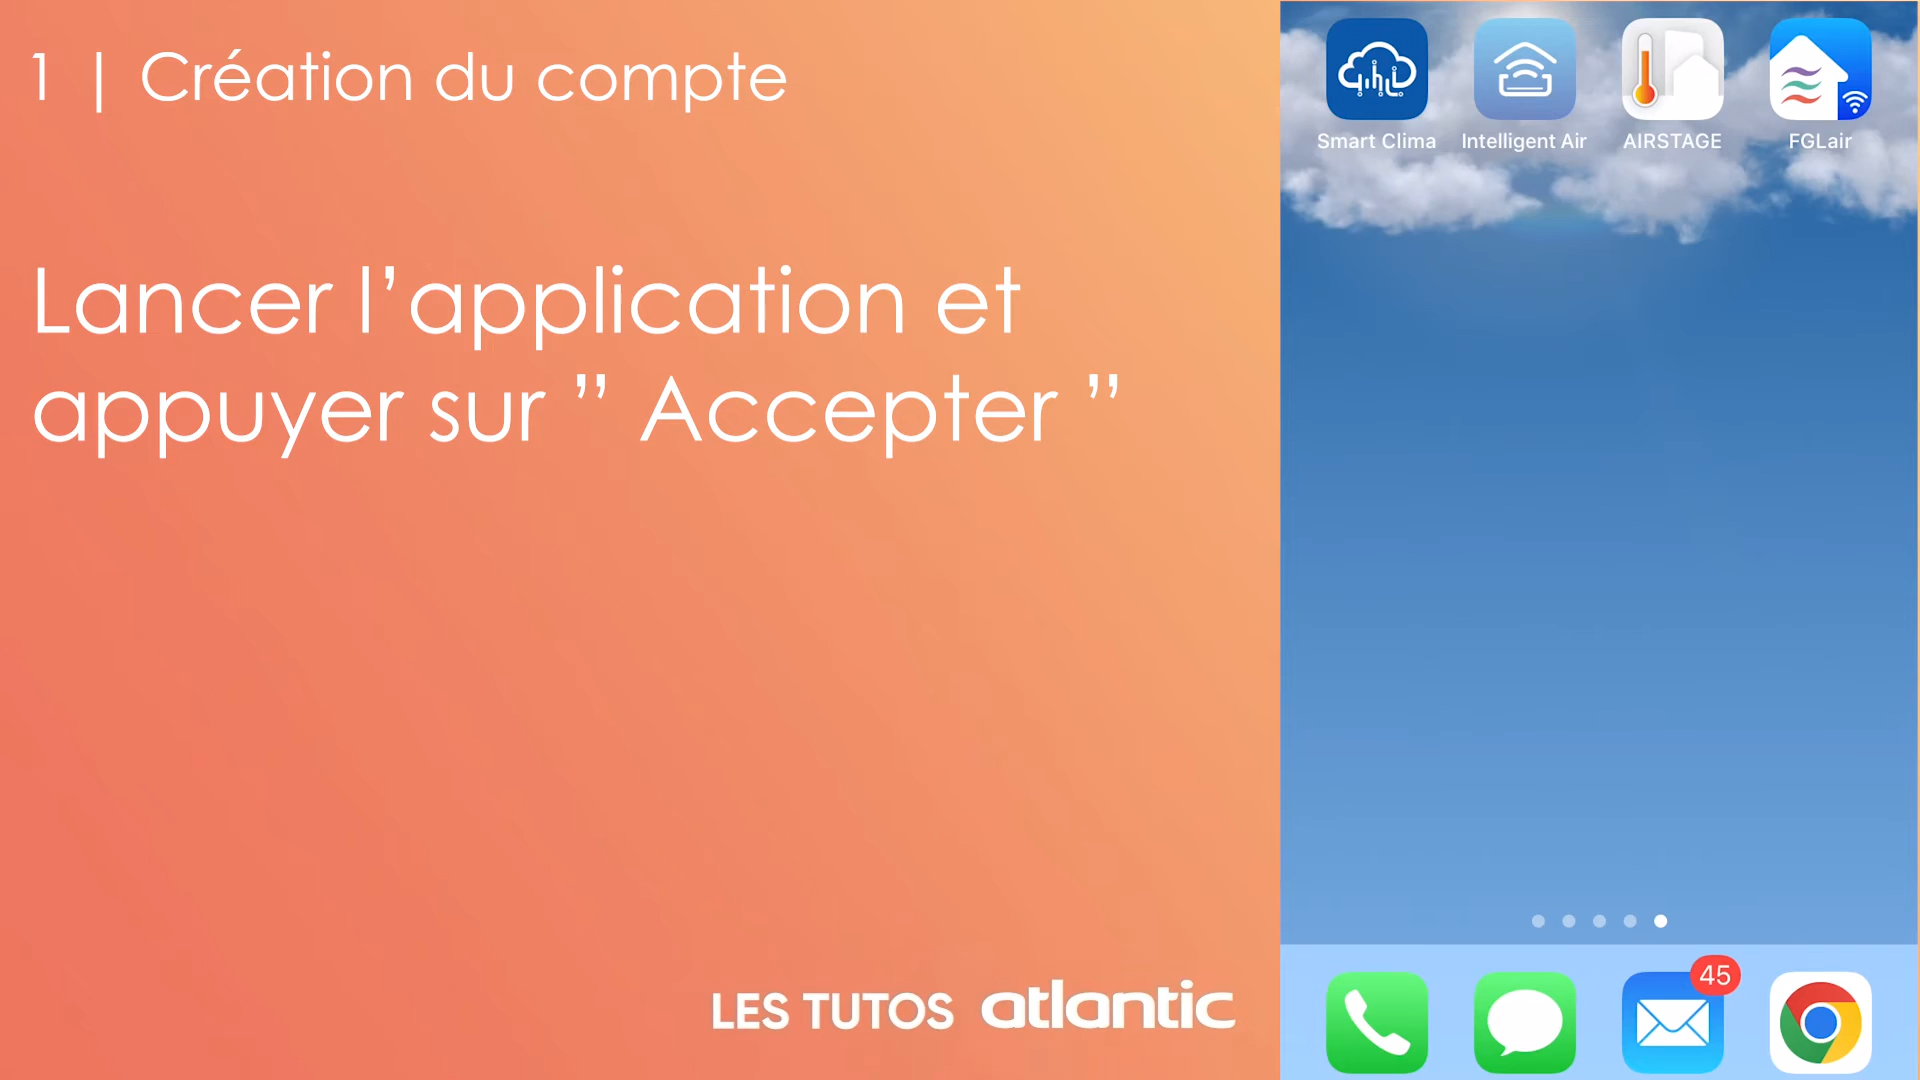 1 | Création du compte
Lancer l’application et
appuyer sur ” Accepter ”
LES TUTOS atlantic
Smart Clima
Intelligent Air
AIRSTAGE
FGLair
45